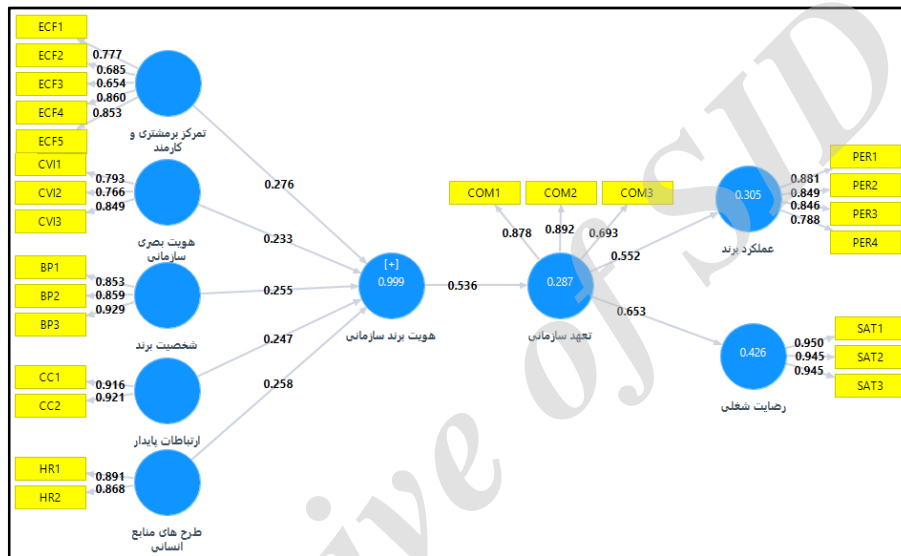 ECF1
ECF2
ECF3
ECF4
ECF5
0.777
0.685
0.654
0.860
0.853
تمرکز برمشتری و
کارمند
0.276
CVI1
CVI2
CVI3
0.793
0.766
0.849
هویت بصری
سازمانی
0.233
BP1
BP2
BP3
0.853
0.859
0.929
شخصیت برند
0.255
CC1
CC2
0.916
0.921
ارتباطات پایدار
0.247
HR1
HR2
0.891
0.868
طرح های منابع
انسانی
0.258
[+]
0.999
هویت برند سازمانی
0.536
COM1
COM2
COM3
0.878
0.892
0.693
0.287
تعهد سازمانی
0.552
0.653
0.305
عملکرد برند
PER1
PER2
PER3
PER4
0.881
0.849
0.846
0.788
0.426
رضایت شغلی
SAT1
SAT2
SAT3
0.950
0.945
0.945
ive of SID